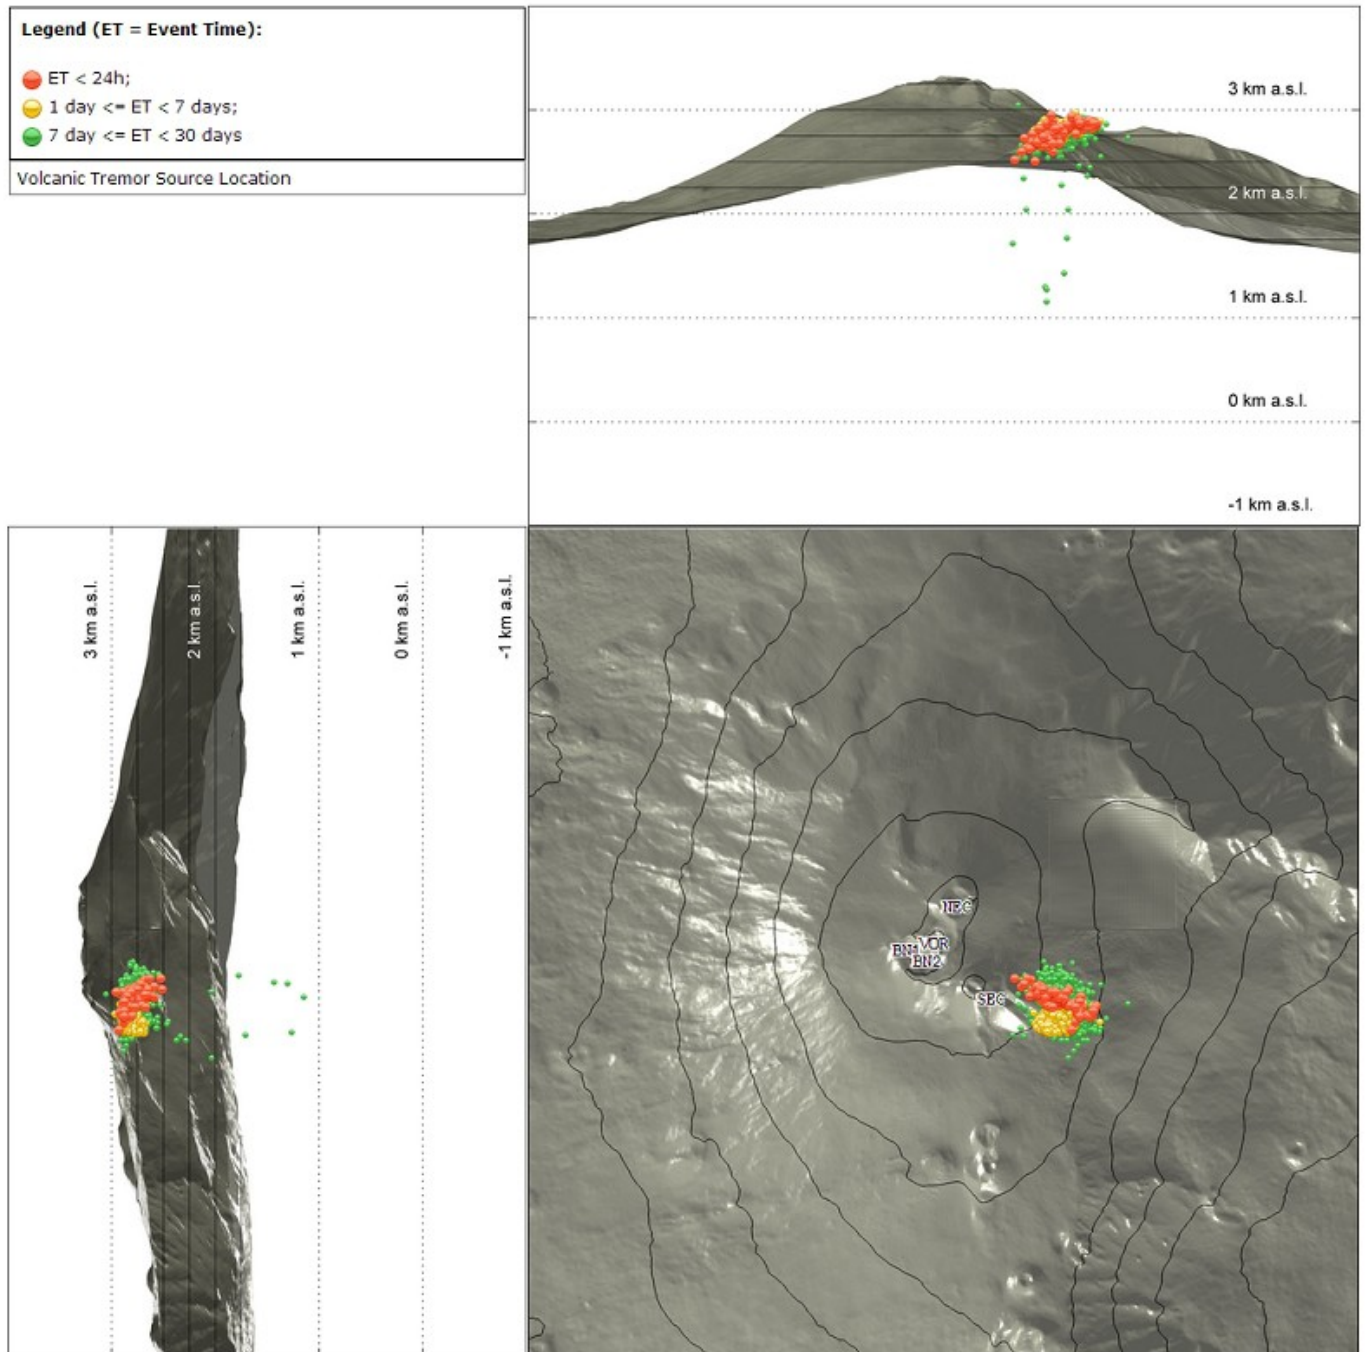 Legend (ET = Event Time):
ET < 24h;
1 day <= ET < 7 days;
7 day <= ET < 30 days
Volcanic Tremor Source Location
3 km a.s.l.
2 km a.s.l.
1 km a.s.l.
0 km a.s.l.
-1 km a.s.l.
3 km a.s.l.
2 km a.s.l.
1 km a.s.l.
0 km a.s.l.
-1 km a.s.l.
NEC
VOR
BN1
BN2
SEC